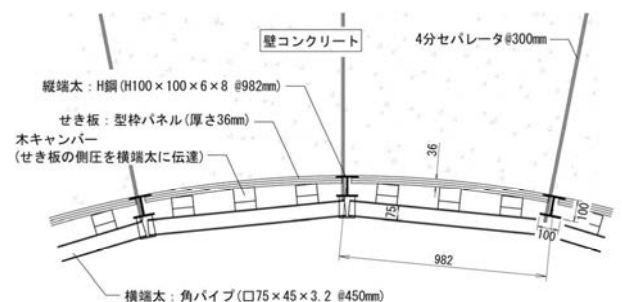 壁コンクリート
4分セパレータ@300mm
縦端太：H鋼(H100×100×6×8 @982mm)
せき板：型枠パネル(厚さ36mm)
木キャンバー
(せき板の側圧を横端太に伝達)
36
75
100
100
982
横端太：角パイプ(□75×45×3.2 @450mm)